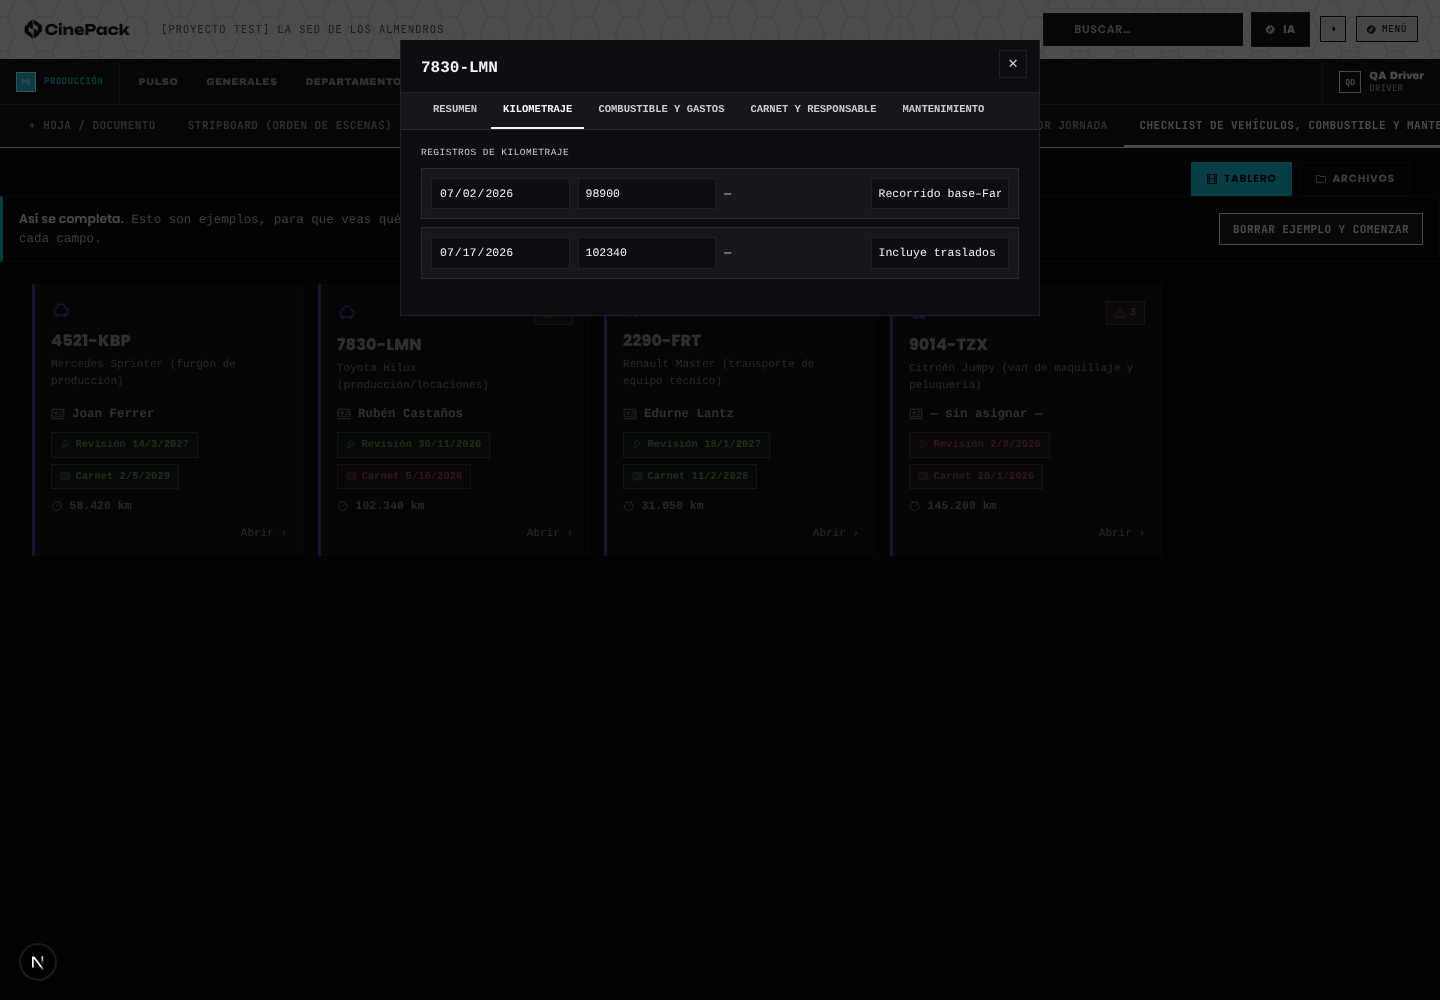 CinePack
[PROYECTO TEST] LA SED DE LOS ALMENDROS
BUSCAR…
IA
MENÚ
PR
PRODUCCIÓN
PULSO
GENERALES
DEPARTAMENTO
QD
QA Driver
DRIVER
+ HOJA / DOCUMENTO
STRIPBOARD (ORDEN DE ESCENAS)
OR JORNADA
CHECKLIST DE VEHÍCULOS, COMBUSTIBLE Y MANTE
7830-LMN
×
RESUMEN
KILOMETRAJE
COMBUSTIBLE Y GASTOS
CARNET Y RESPONSABLE
MANTENIMIENTO
REGISTROS DE KILOMETRAJE
07/02/2026
98900
—
Recorrido base–Far
07/17/2026
102340
—
Incluye traslados
TABLERO
ARCHIVOS
Así se completa. Esto son ejemplos, para que veas qué
cada campo.
BORRAR EJEMPLO Y COMENZAR
4521-KBP
Mercedes Sprinter (furgón de
producción)
Joan Ferrer
Revisión 14/3/2027
Carnet 2/5/2029
58.420 km
Abrir ›
7830-LMN
Toyota Hilux
(producción/locaciones)
Rubén Castaños
Revisión 30/11/2026
Carnet 5/10/2026
102.340 km
Abrir ›
2290-FRT
Renault Master (transporte de
equipo técnico)
Edurne Lantz
Revisión 18/1/2027
Carnet 11/2/2028
31.050 km
Abrir ›
3
9014-TZX
Citroën Jumpy (van de maquillaje y
peluquería)
— sin asignar —
Revisión 2/8/2026
Carnet 20/1/2026
145.200 km
Abrir ›
N